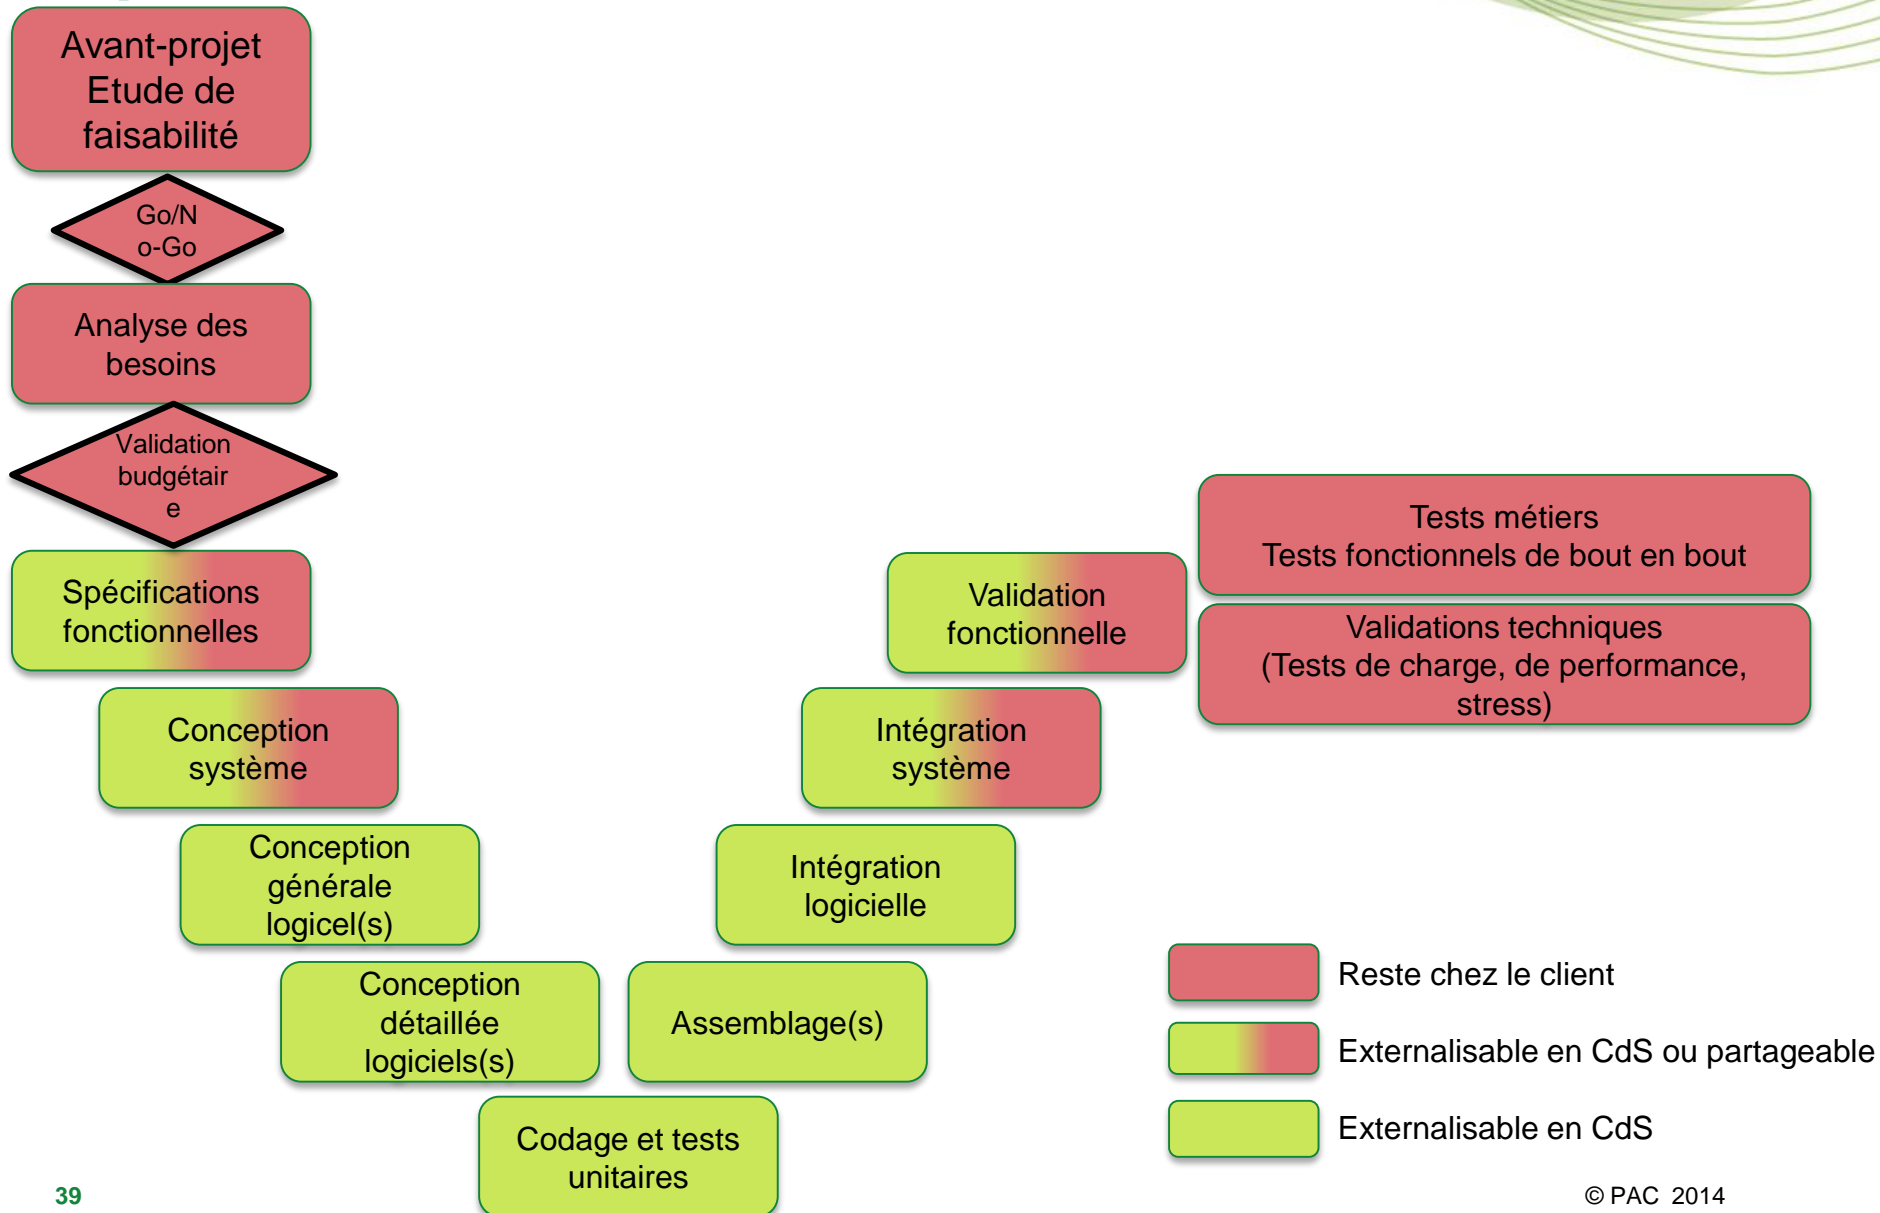 Avant-projet
Etude de
faisabilité
Go/N
o-Go
Analyse des
besoins
Validation
budgétair
e
Spécifications
fonctionnelles
Conception
système
Conception
générale
logicel(s)
Conception
détaillée
logiciels(s)
Codage et tests
unitaires
Assemblage(s)
Intégration
logicielle
Intégration
système
Validation
fonctionnelle
Tests métiers
Tests fonctionnels de bout en bout
Validations techniques
(Tests de charge, de performance,
stress)
Reste chez le client
Externalisable en CdS ou partageable
Externalisable en CdS
39
© PAC 2014